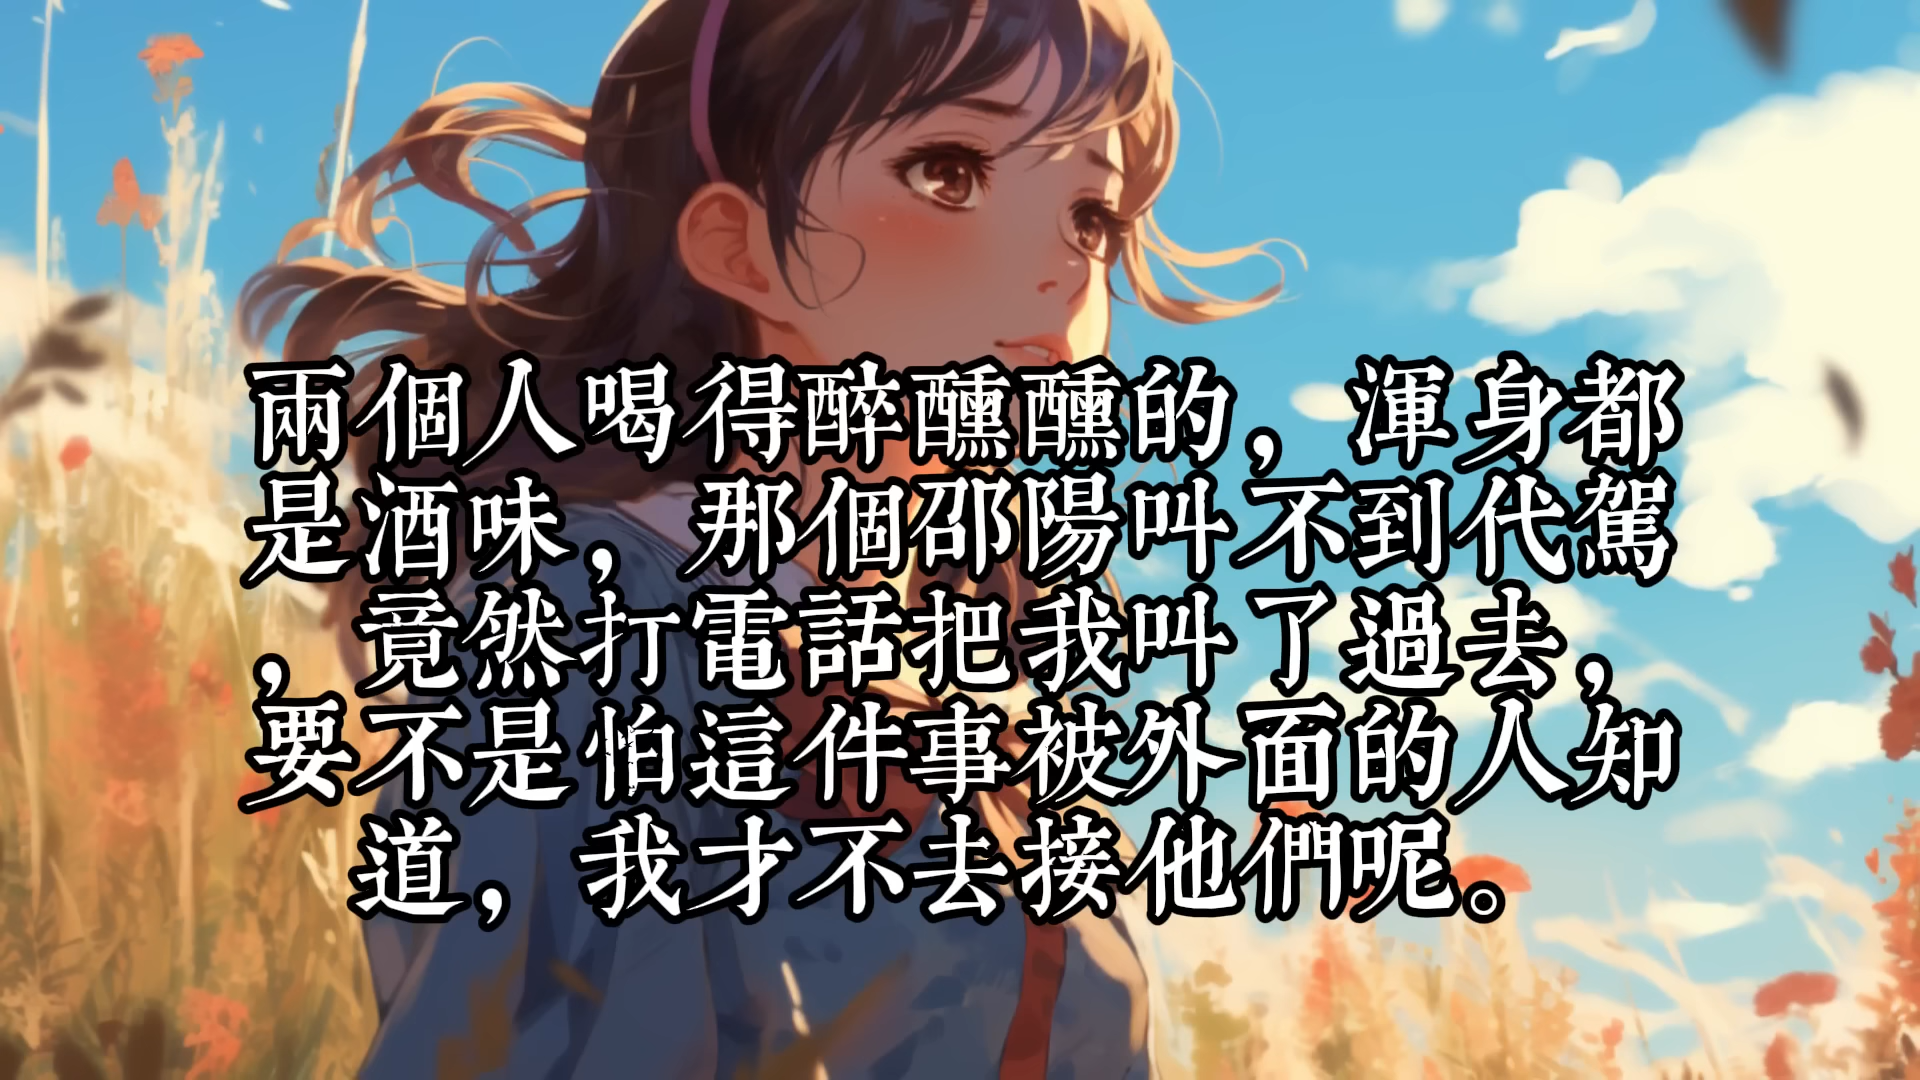 兩個人喝得醉醺醺的，渾身都
是酒味，那個邵陽叫不到代駕
，竟然打電話把我叫了過去，
要不是怕這件事被外面的人知
道，我才不去接他們呢。